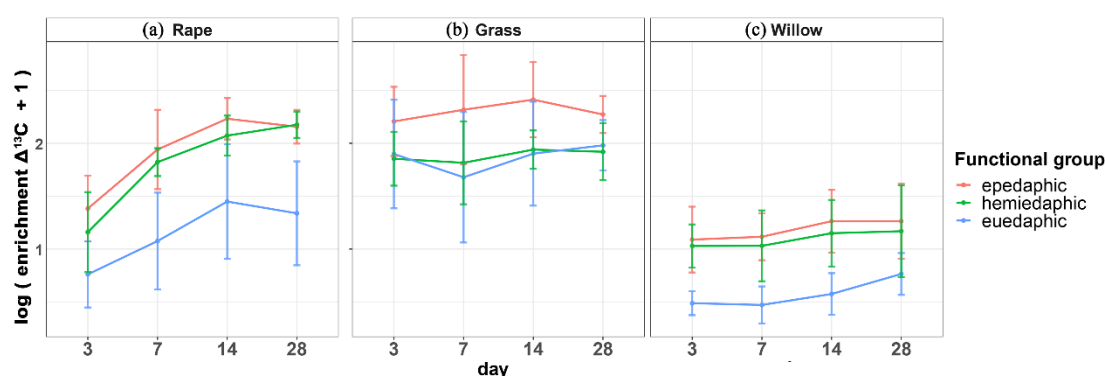 (a) Rape
(b) Grass
(c) Willow
log ( enrichment Δ¹³C + 1 )
2
1
3 7 14 28
3 7 14 28
3 7 14 28
day
Functional group
epedaphic
hemiedaphic
euedaphic